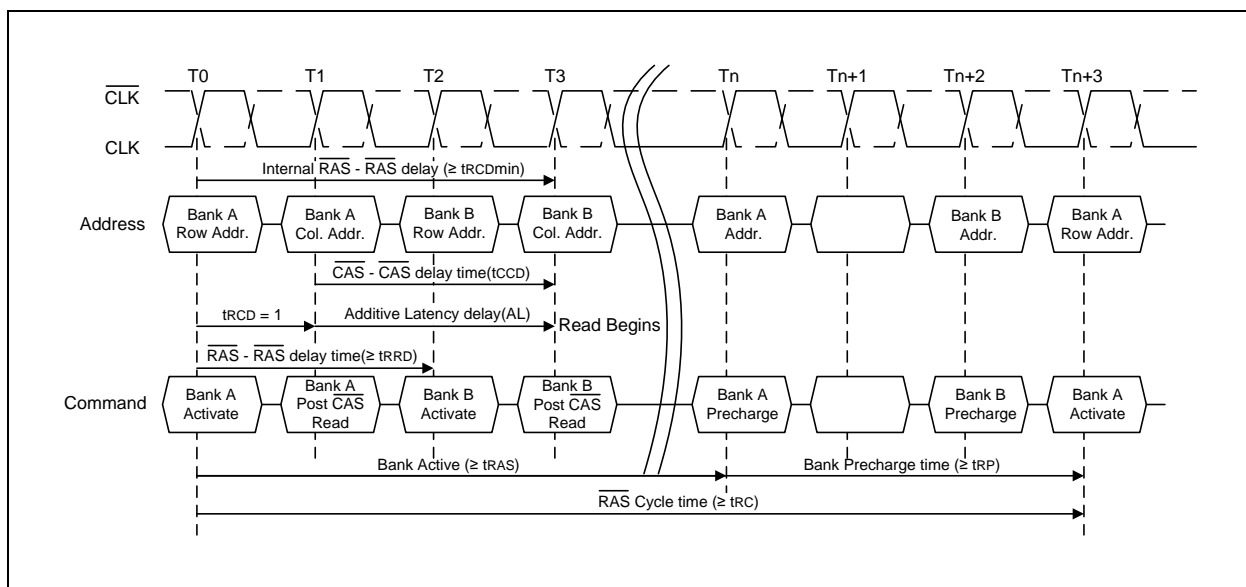 T0 T1 T2 T3 Tn Tn+1 Tn+2 Tn+3
CLK
CLK
Internal RAS - RAS delay (≥ tRCDmin)
Address
Bank A
Row Addr.
Bank A
Col. Addr.
Bank B
Row Addr.
Bank B
Col. Addr.
Bank A
Addr.
Bank B
Addr.
Bank A
Row Addr.
CAS - CAS delay time(tCCD)
tRCD = 1
Additive Latency delay(AL)
Read Begins
RAS - RAS delay time(≥ tRRD)
Command
Bank A
Activate
Bank A
Post CAS
Read
Bank B
Activate
Bank B
Post CAS
Read
Bank A
Precharge
Bank B
Precharge
Bank A
Activate
Bank Active (≥ tRAS)
Bank Precharge time (≥ tRP)
RAS Cycle time (≥ tRC)